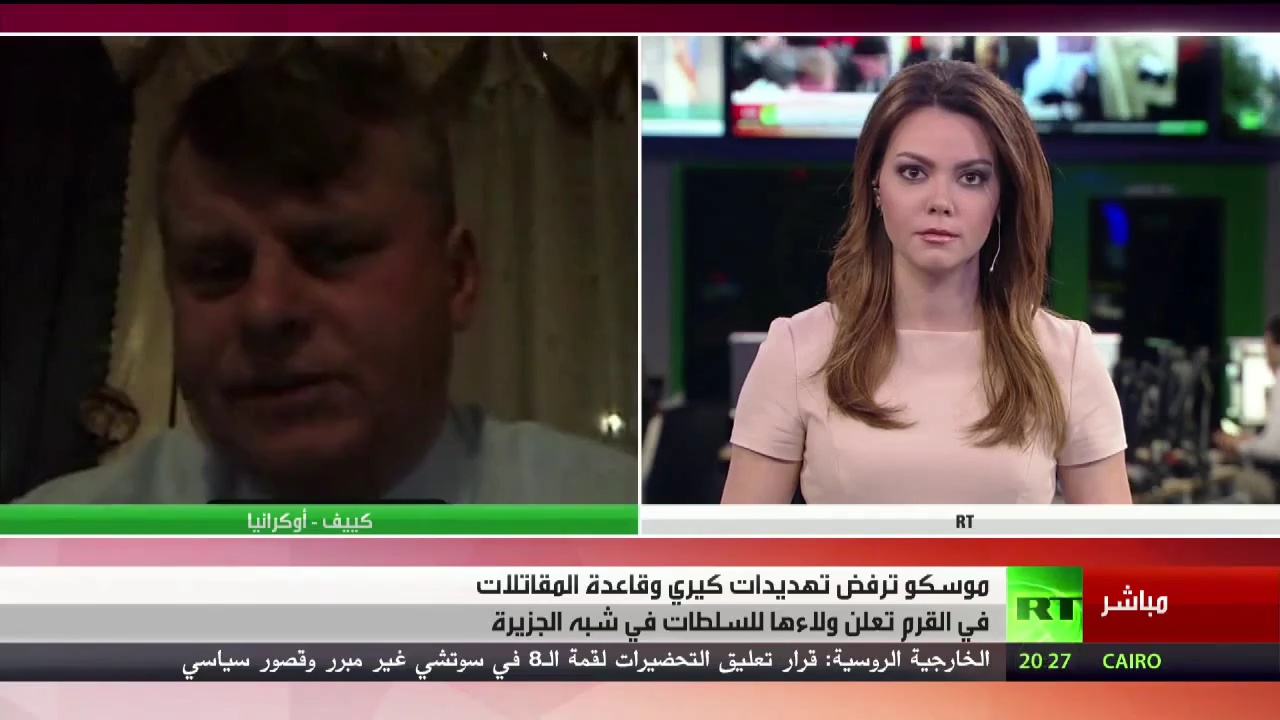 كييف - أوكرانيا
RT
موسكو ترفض تهديدات كيري وقاعدة المقاتلات
في القرم تعلن ولاءها للسلطات في شبه الجزيرة
RT
مباشر
الخارجية الروسية: قرار تعليق التحضيرات لقمة الـ8 في سوتشي غير مبرر وقصور سياسي
20 27
CAIRO